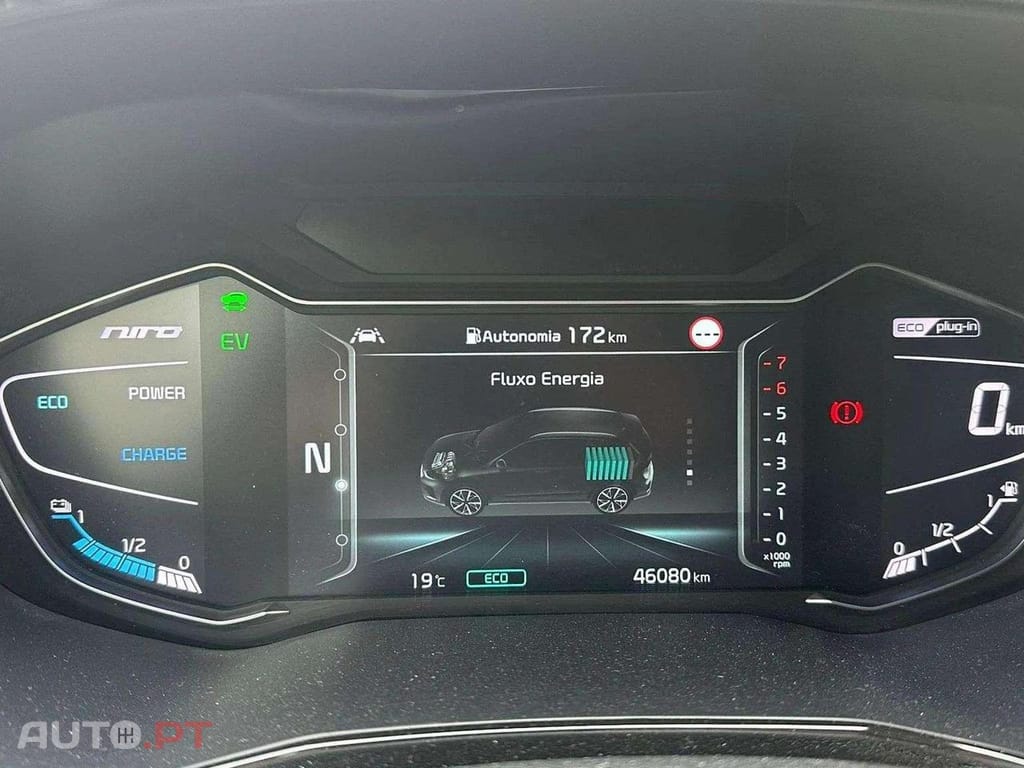 Autonomia 172 km
---
niro
EV
ECO
POWER
CHARGE
1
1/2
0
N
Fluxo Energia
7
6
5
4
3
2
1
0
x1000
rpm
19°C
ECO
46080 km
ECO plug-in
0
km
1
1/2
0
AUTO.PT